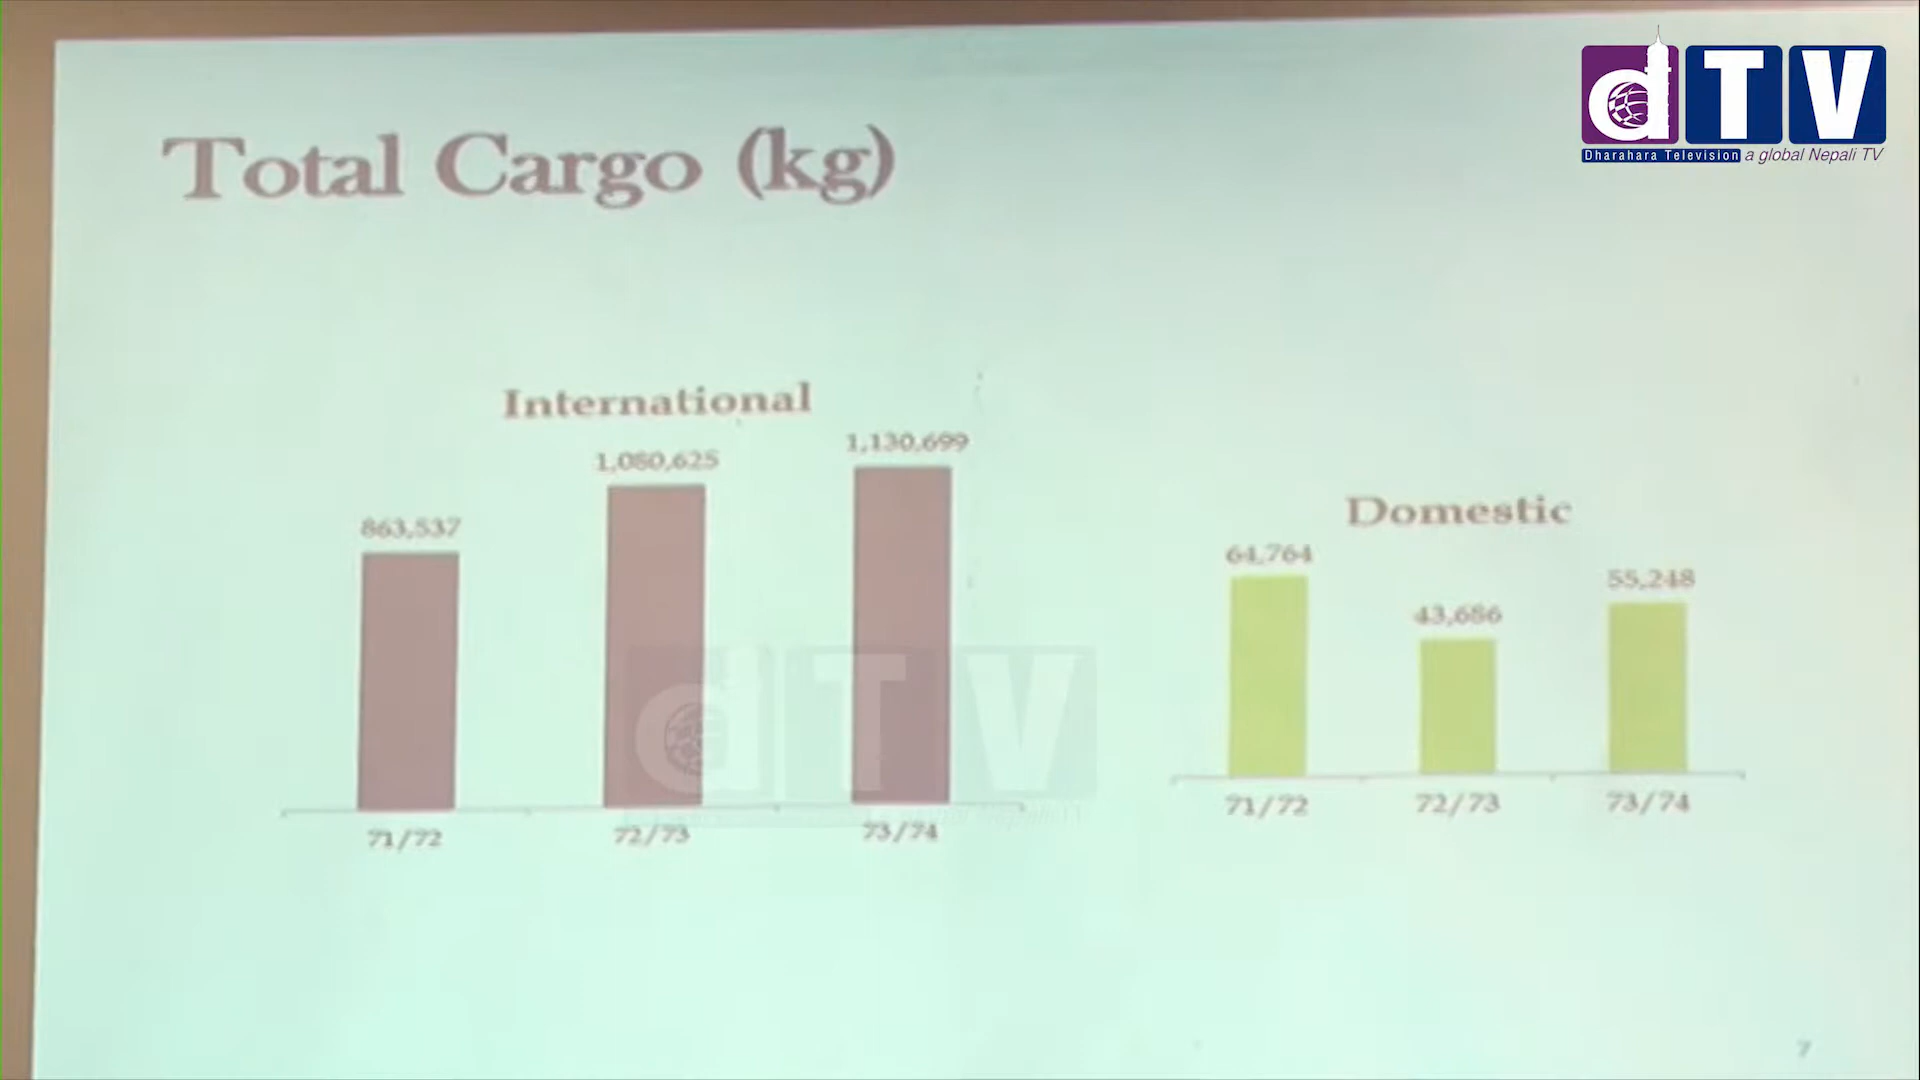 dTV
Dharahara Television a global Nepali TV
Total Cargo (kg)
International
863,537
1,080,625
1,130,699
71/72
72/73
73/74
Domestic
64,764
43,686
55,248
71/72
72/73
73/74
dTV
7